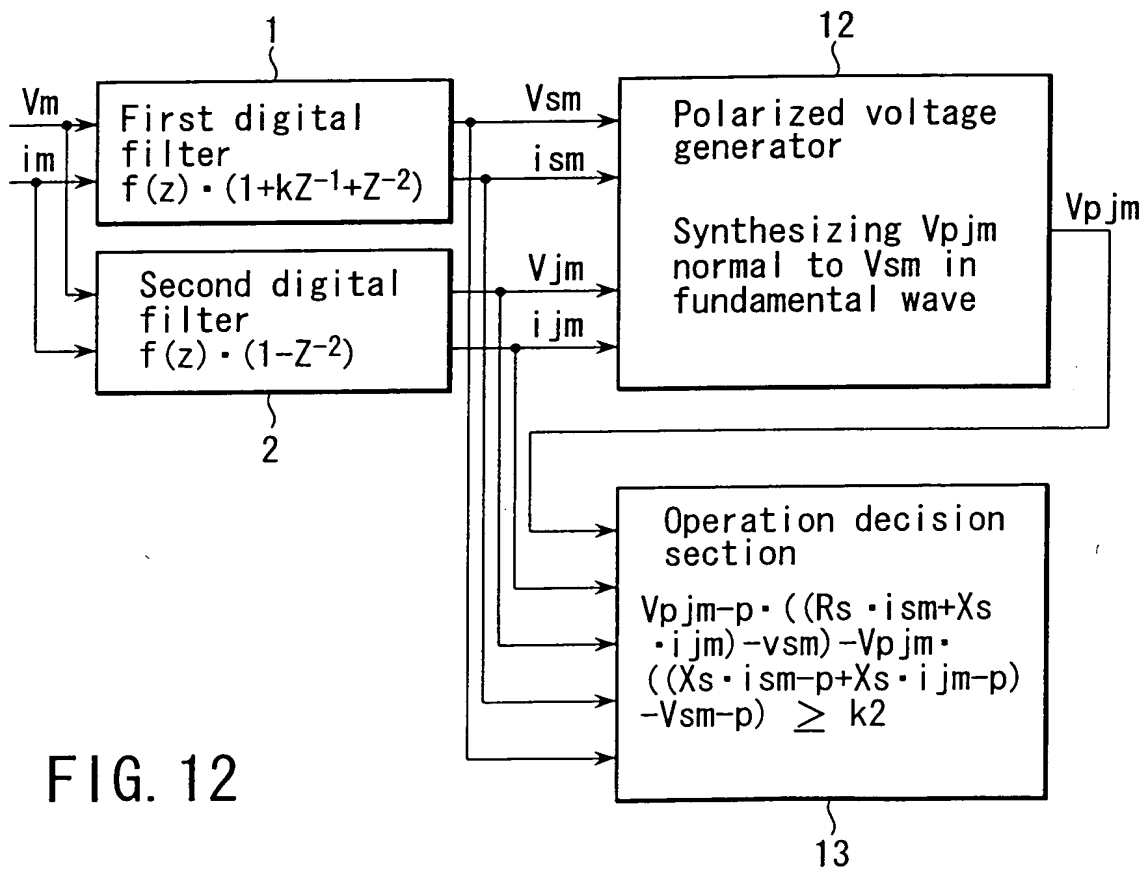 1
12
Vm
im
First digital
filter
f(z)·(1+kZ⁻¹+Z⁻²)
Vsm
ism
Polarized voltage
generator
Synthesizing Vpjm
normal to Vsm in
fundamental wave
Vpjm
Second digital
filter
f(z)·(1-Z⁻²)
Vjm
ijm
2
Operation decision
section
Vpjm-p·((Rs·ism+Xs
·ijm)-vsm)-Vpjm·
((Xs·ism-p+Xs·ijm-p)
-Vsm-p) ≥ k2
13
FIG. 12